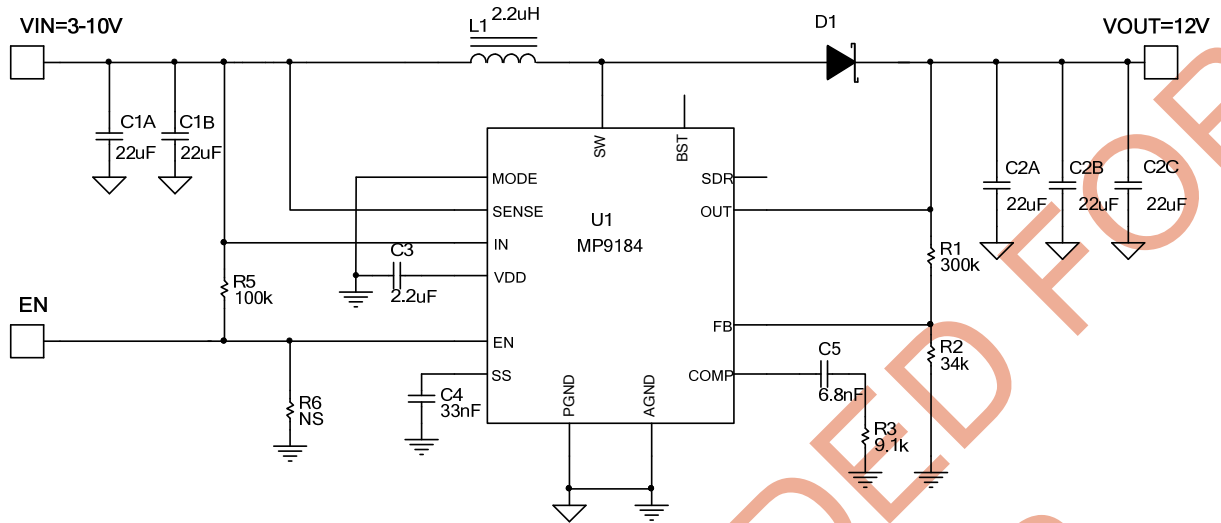 VIN=3-10V
L1
2.2uH
D1
VOUT=12V
C1A
22uF
C1B
22uF
SW
BST
MODE
SENSE
IN
VDD
EN
SS
PGND
AGND
SDR
OUT
FB
COMP
U1
MP9184
C2A
22uF
C2B
22uF
C2C
22uF
C3
2.2uF
R5
100k
EN
R6
NS
C4
33nF
R1
300k
R2
34k
C5
6.8nF
R3
9.1k
DED FOR